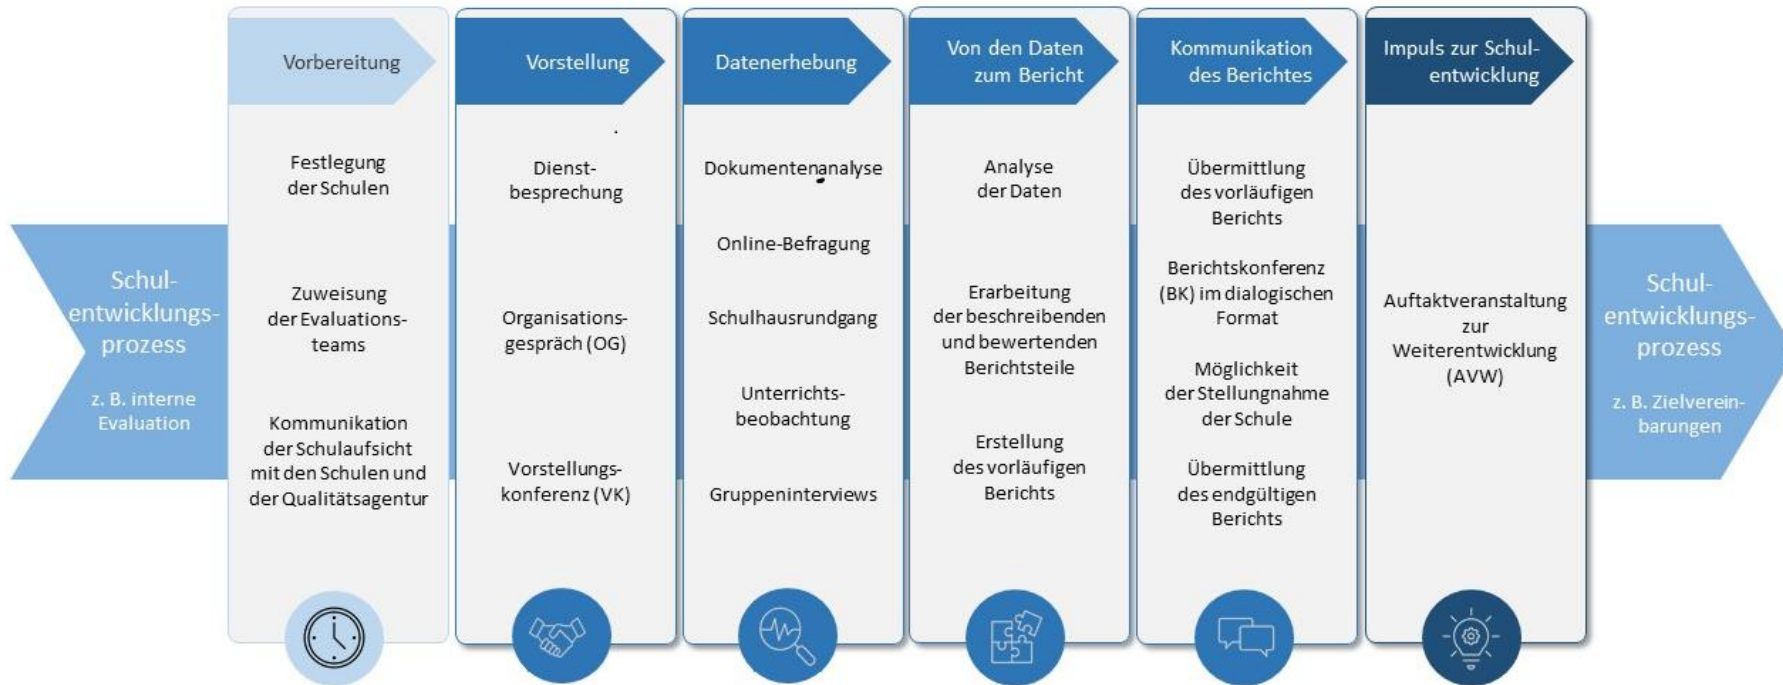 Schul-
entwicklungs-
prozess
z. B. interne
Evaluation
Vorbereitung
Festlegung
der Schulen
Zuweisung
der Evaluations-
teams
Kommunikation
der Schulaufsicht
mit den Schulen und
der Qualitätsagentur
Vorstellung
Dienst-
besprechung
Organisations-
gespräch (OG)
Vorstellungs-
konferenz (VK)
Datenerhebung
Dokumentenanalyse
Online-Befragung
Schulhausrundgang
Unterrichts-
beobachtung
Gruppeninterviews
Von den Daten
zum Bericht
Analyse
der Daten
Erarbeitung
der beschreibenden
und bewertenden
Berichtsteile
Erstellung
des vorläufigen
Berichts
Kommunikation
des Berichtes
Übermittlung
des vorläufigen
Berichts
Berichtskonferenz
(BK) im dialogischen
Format
Möglichkeit
der Stellungnahme
der Schule
Übermittlung
des endgültigen
Berichts
Impuls zur Schul-
entwicklung
Auftaktveranstaltung
zur
Weiterentwicklung
(AVW)
Schul-
entwicklungs-
prozess
z. B. Zielverein-
barungen